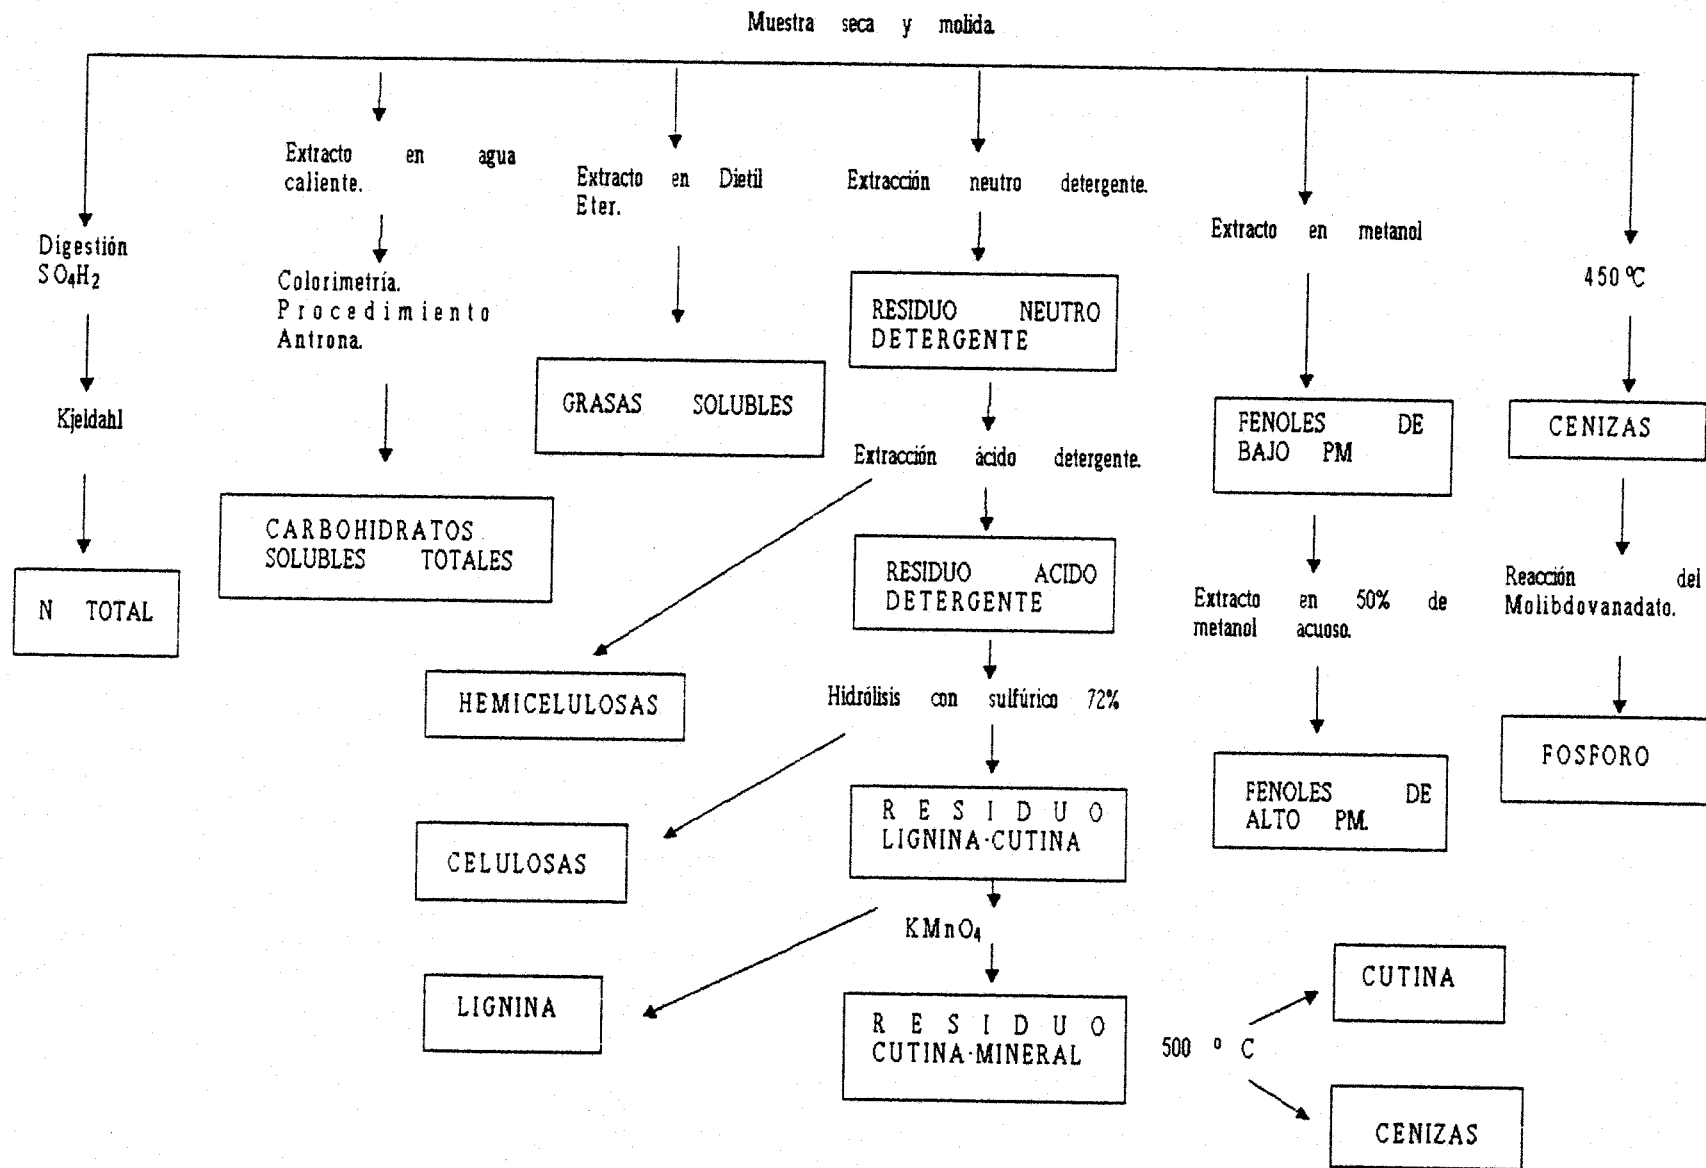 Muestra seca y molida.
Digestión
SO₄H₂
Kjeldahl
N TOTAL
Extracto en agua
caliente.
Colorimetría.
Procedimiento
Antrona.
CARBOHIDRATOS
SOLUBLES TOTALES
Extracto en Dietil
Eter.
GRASAS SOLUBLES
Extracción neutro detergente.
RESIDUO NEUTRO
DETERGENTE
Extracción ácido detergente.
HEMICELULOSAS
RESIDUO ACIDO
DETERGENTE
Hidrólisis con sulfúrico 72%
CELULOSAS
RESIDUO
LIGNINA-CUTINA
KMnO₄
LIGNINA
RESIDUO
CUTINA-MINERAL
500 º C
CUTINA
CENIZAS
Extracto en metanol
FENOLES DE
BAJO PM
Extracto en 50% de
metanol acuoso.
FENOLES DE
ALTO PM.
450 ºC
CENIZAS
Reacción del
Molibdovanadato.
FOSFORO